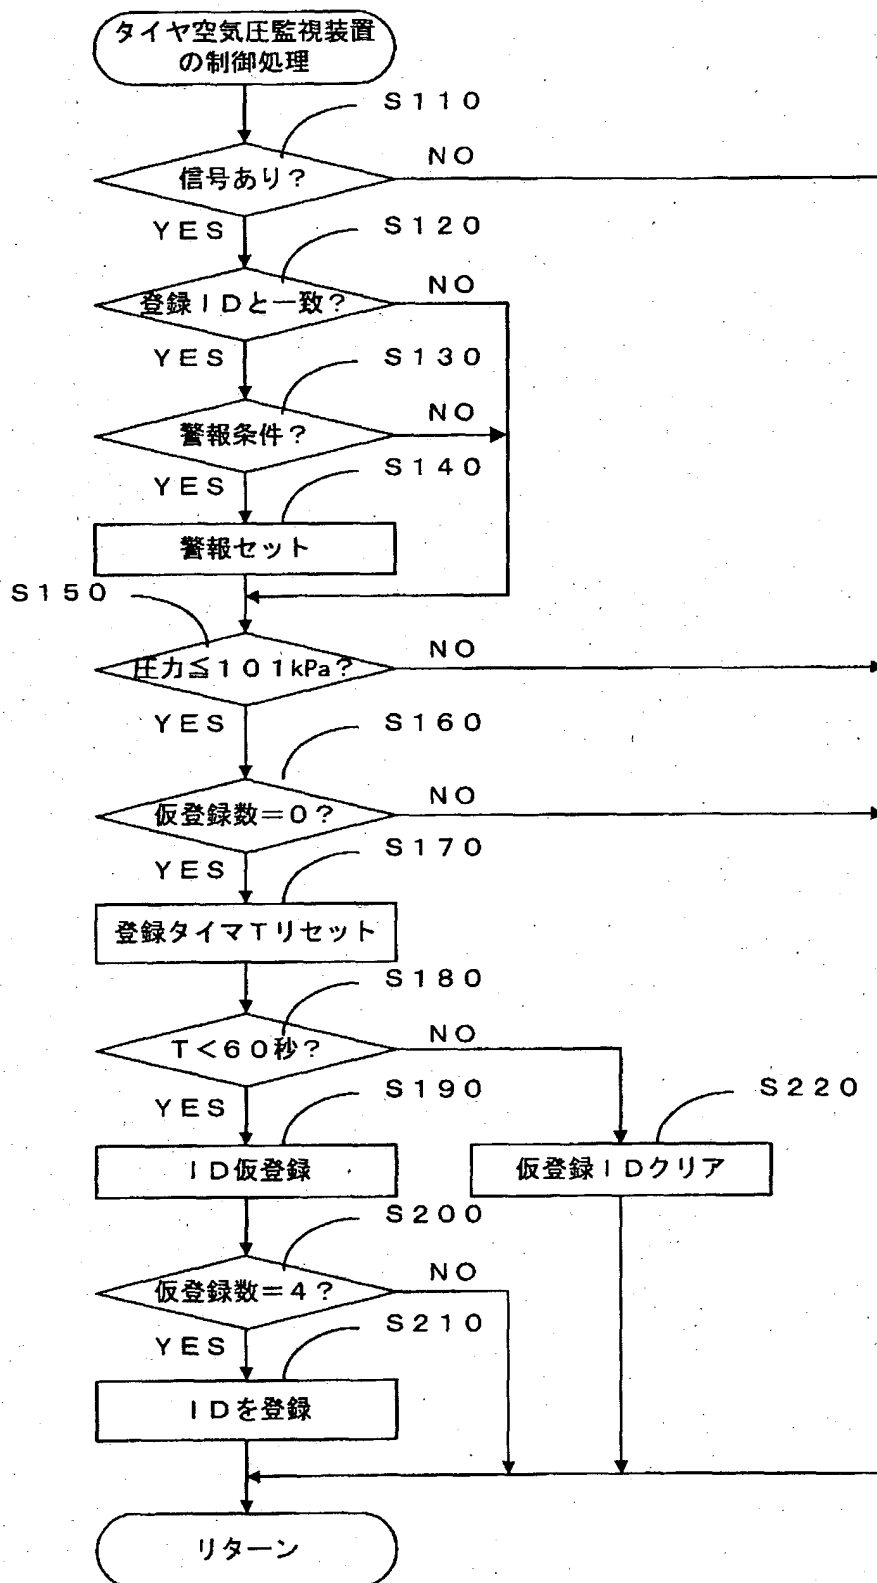 タイヤ空気圧監視装置
の制御処理
S110
信号あり?
NO
YES
S120
登録IDと一致?
NO
YES
S130
警報条件?
NO
YES
S140
警報セット
S150
圧力≦101kPa?
NO
YES
S160
仮登録数=0?
NO
YES
S170
登録タイマTリセット
S180
T<60秒?
NO
YES
S190
ID仮登録
S220
仮登録IDクリア
S200
仮登録数=4?
NO
YES
S210
IDを登録
リターン